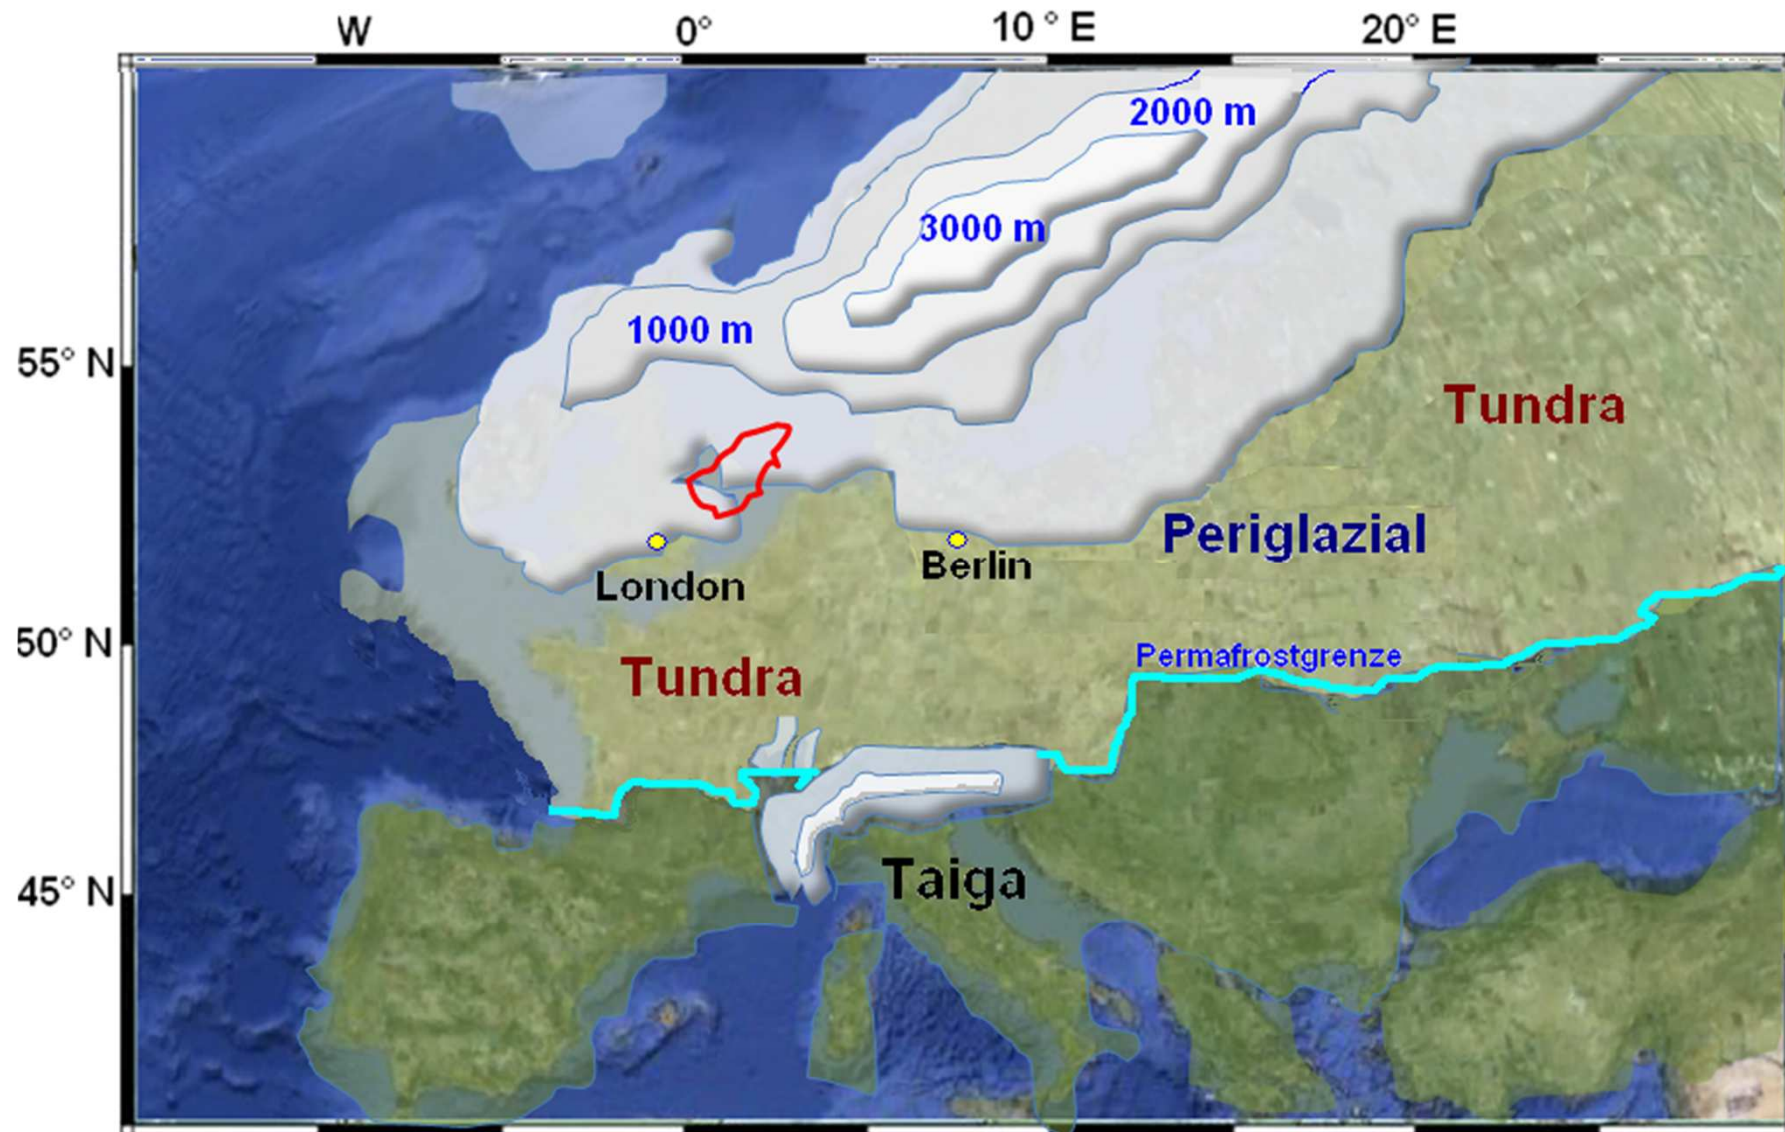 W 0° 10 ° E 20° E
2000 m
3000 m
1000 m
55° N
Tundra
Periglazial
London
Berlin
50° N
Permafrostgrenze
Tundra
Taiga
45° N